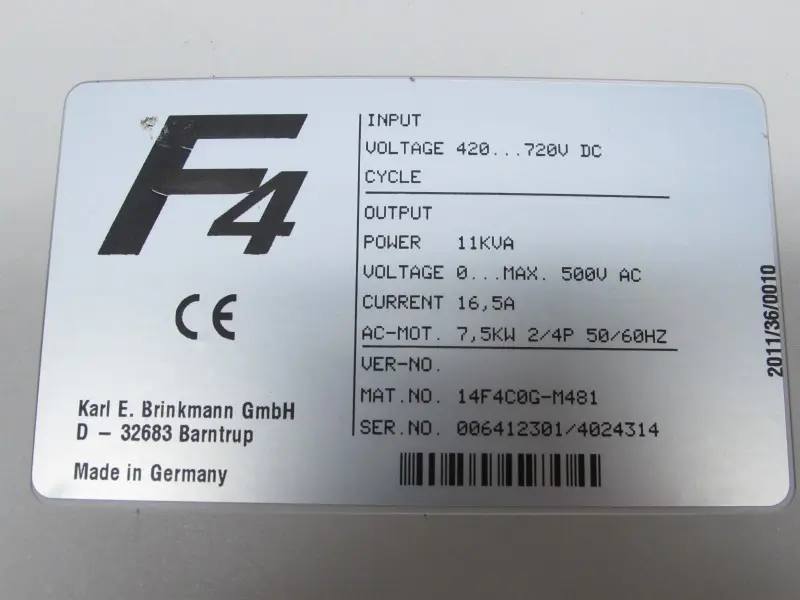 F4
CE
Karl E. Brinkmann GmbH
D – 32683 Barntrup
Made in Germany
INPUT
VOLTAGE 420...720V DC
CYCLE
OUTPUT
POWER 11KVA
VOLTAGE 0...MAX. 500V AC
CURRENT 16,5A
AC-MOT. 7,5KW 2/4P 50/60HZ
VER-NO.
MAT.NO. 14F4C0G-M481
SER.NO. 006412301/4024314
2011/36/0010